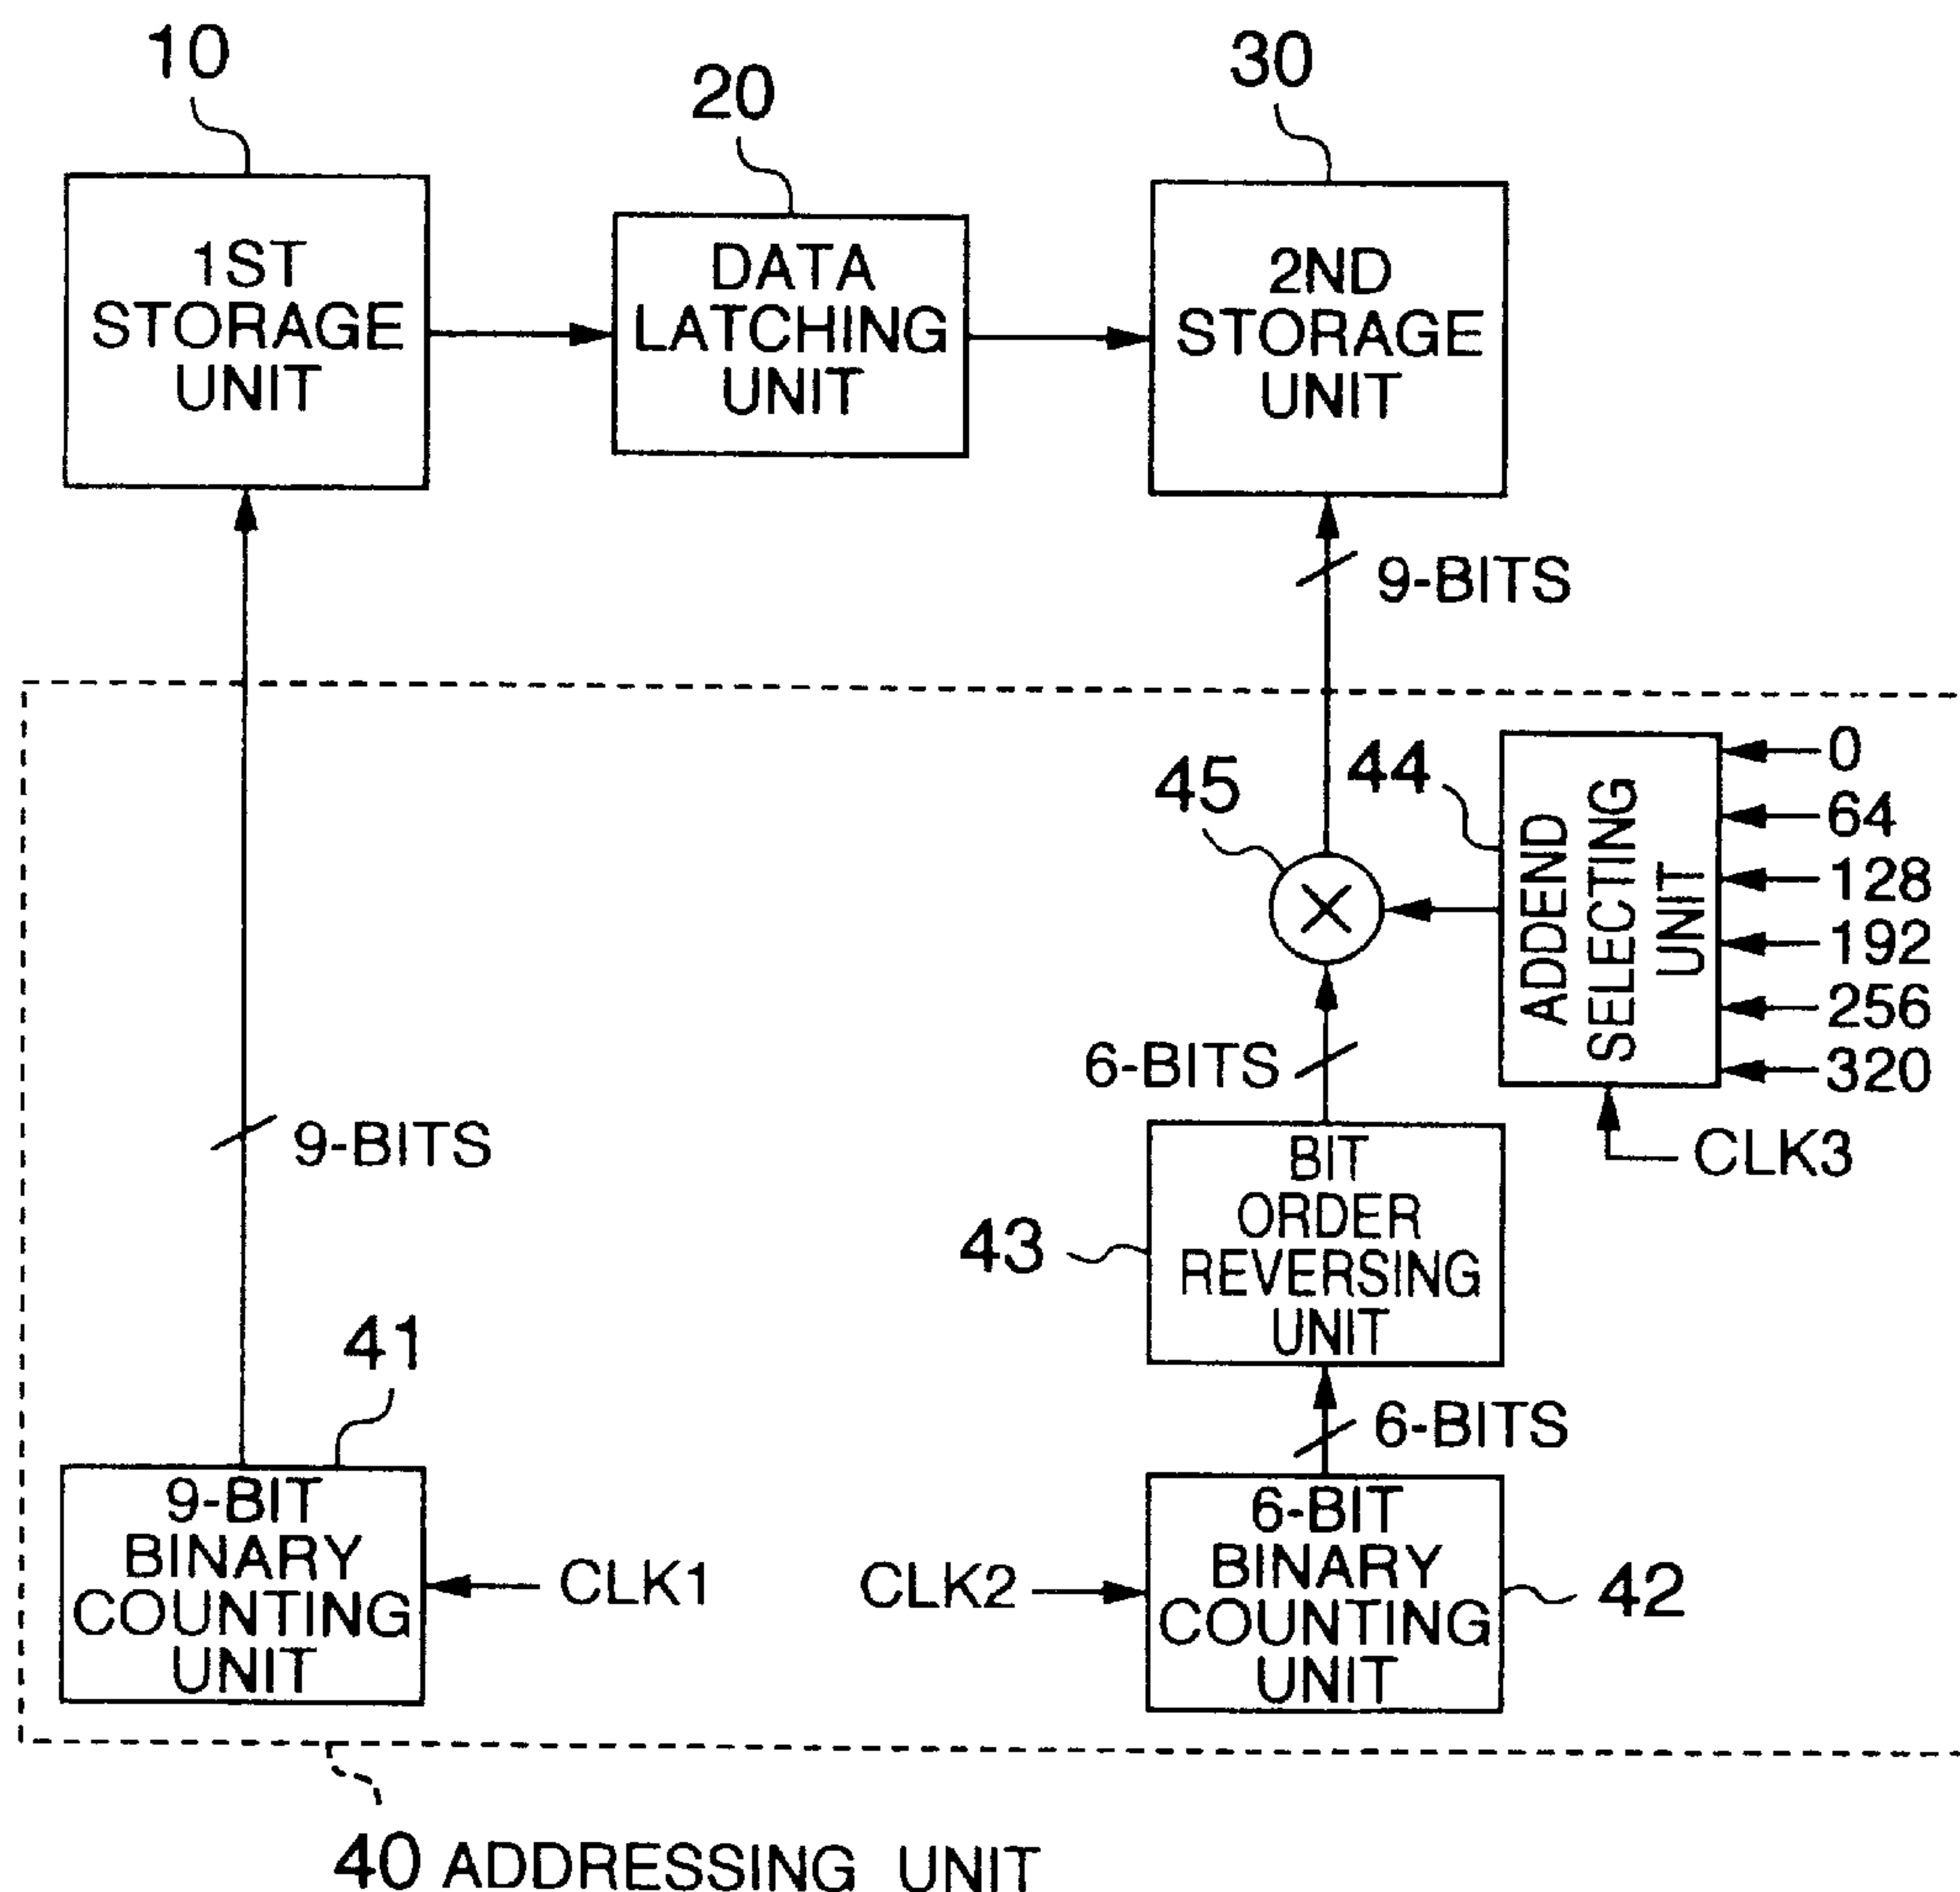 10
20
30
1ST
STORAGE
UNIT
DATA
LATCHING
UNIT
2ND
STORAGE
UNIT
9-BITS
45
44
ADDEND
SELECTING
UNIT
0
64
128
192
256
320
6-BITS
CLK3
9-BITS
43
BIT
ORDER
REVERSING
UNIT
41
6-BITS
9-BIT
BINARY
COUNTING
UNIT
CLK1
CLK2
6-BIT
BINARY
COUNTING
UNIT
42
40 ADDRESSING UNIT